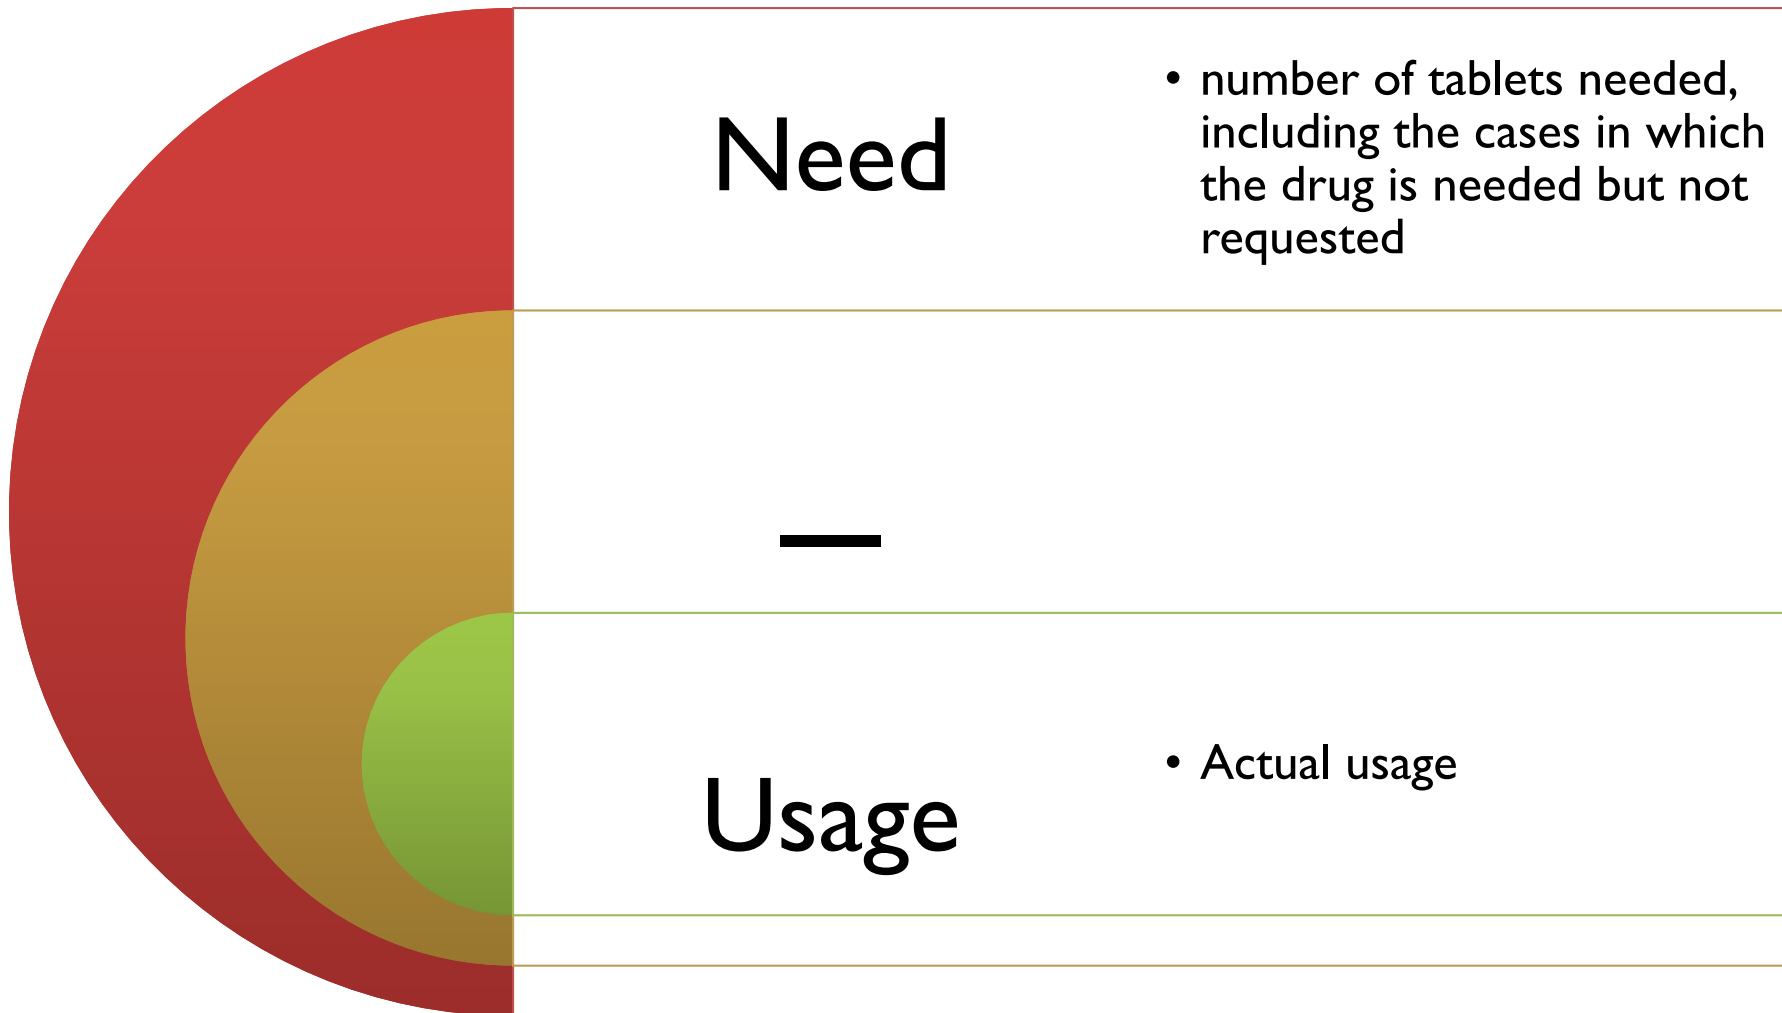 Need
• number of tablets needed,
including the cases in which
the drug is needed but not
requested
_
Usage
• Actual usage